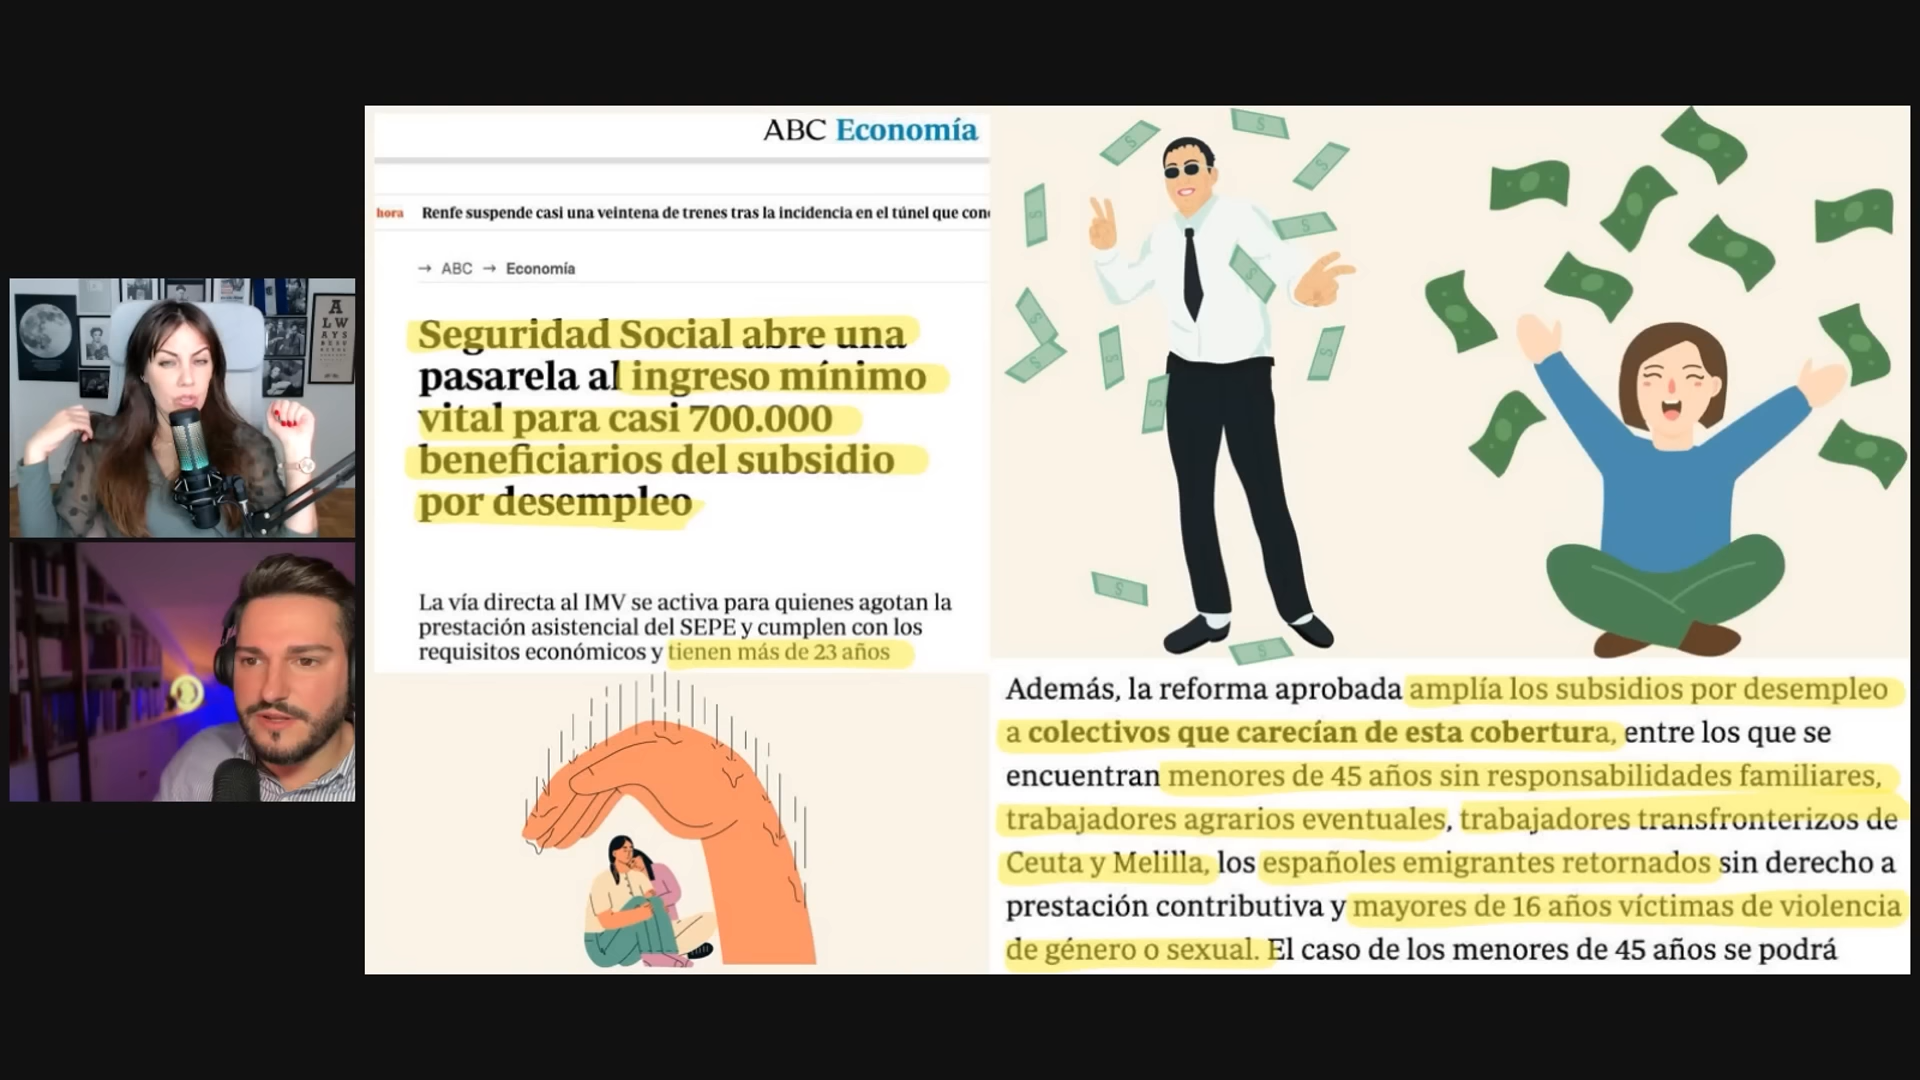 ABC Economía
hora Renfe suspende casi una veintena de trenes tras la incidencia en el túnel que con
→ ABC → Economía
Seguridad Social abre una
pasarela al ingreso mínimo
vital para casi 700.000
beneficiarios del subsidio
por desempleo
La vía directa al IMV se activa para quienes agotan la
prestación asistencial del SEPE y cumplen con los
requisitos económicos y tienen más de 23 años
Además, la reforma aprobada amplía los subsidios por desempleo
a colectivos que carecían de esta cobertura, entre los que se
encuentran menores de 45 años sin responsabilidades familiares,
trabajadores agrarios eventuales, trabajadores transfronterizos de
Ceuta y Melilla, los españoles emigrantes retornados sin derecho a
prestación contributiva y mayores de 16 años víctimas de violencia
de género o sexual. El caso de los menores de 45 años se podrá
A
L W
A Y S